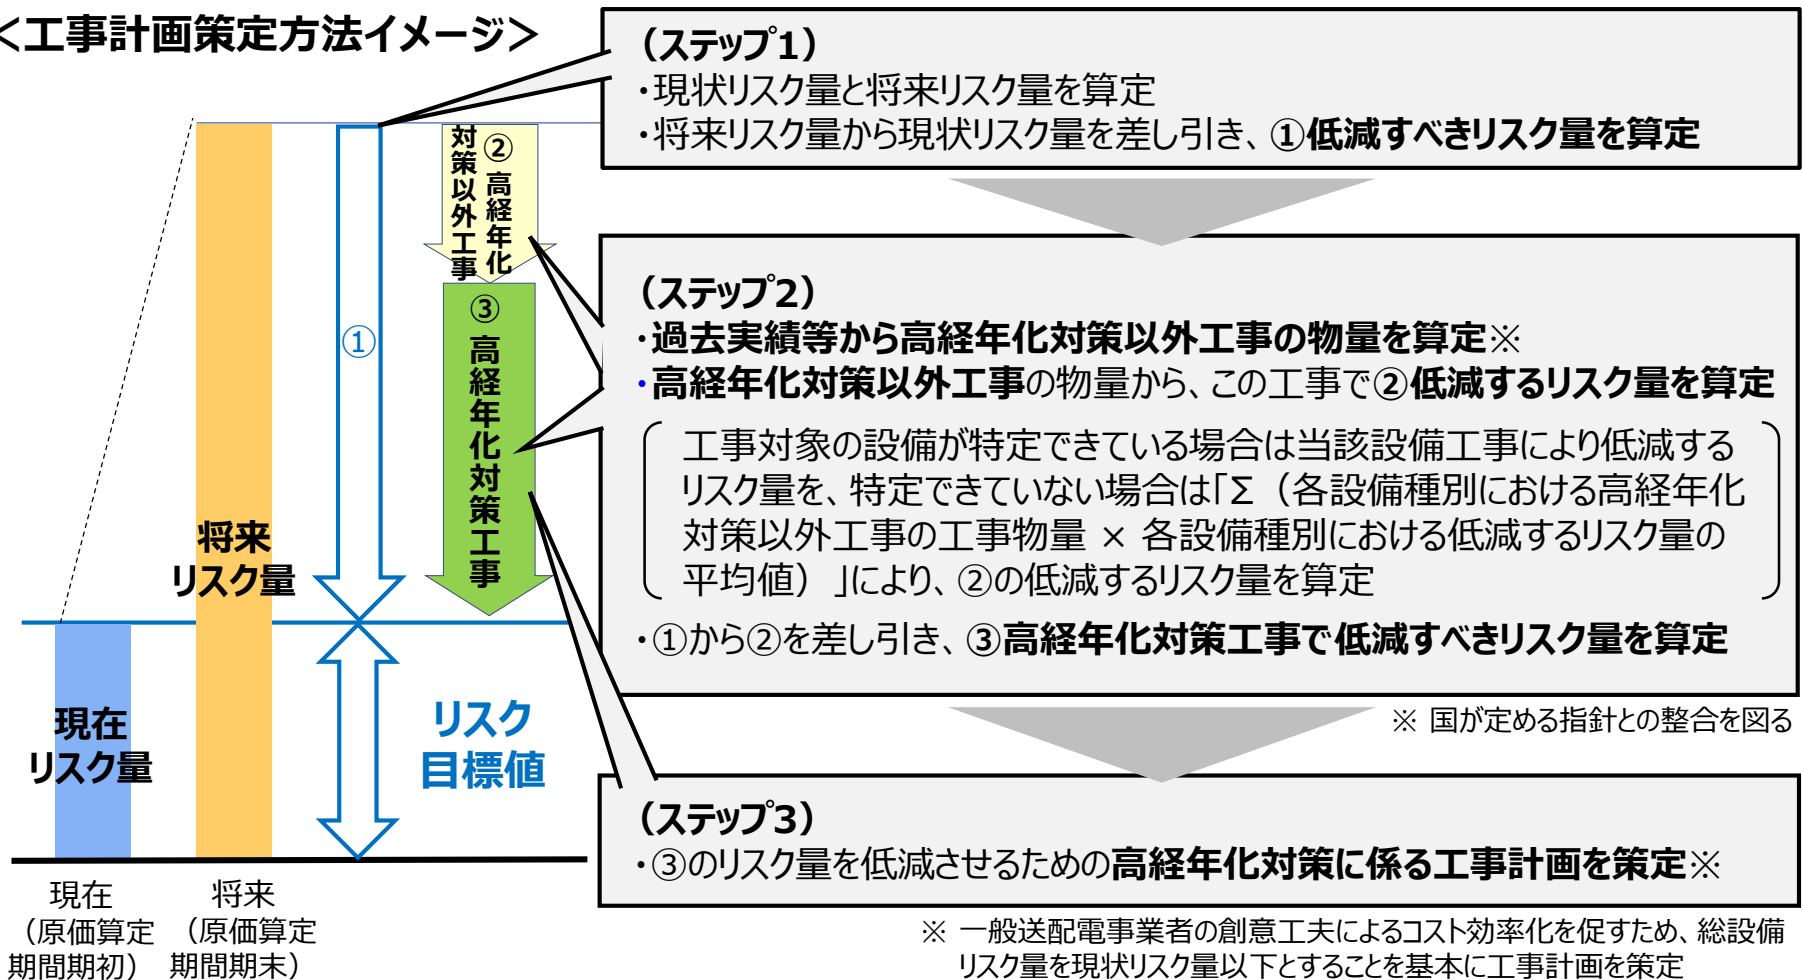 ＜工事計画策定方法イメージ＞
（ステップ1）
・現状リスク量と将来リスク量を算定
・将来リスク量から現状リスク量を差し引き、①低減すべきリスク量を算定
②高経年化
対策以外工事
①
③高経年化対策工事
（ステップ2）
・過去実績等から高経年化対策以外工事の物量を算定※
・高経年化対策以外工事の物量から、この工事で②低減するリスク量を算定
工事対象の設備が特定できている場合は当該設備工事により低減する
リスク量を、特定できていない場合は「Σ（各設備種別における高経年化
対策以外工事の工事物量 × 各設備種別における低減するリスク量の
平均値）」により、②の低減するリスク量を算定
・①から②を差し引き、③高経年化対策工事で低減すべきリスク量を算定
※ 国が定める指針との整合を図る
将来
リスク量
現在
リスク量
リスク
目標値
（ステップ3）
・③のリスク量を低減させるための高経年化対策に係る工事計画を策定※
※ 一般送配電事業者の創意工夫によるコスト効率化を促すため、総設備
リスク量を現状リスク量以下とすることを基本に工事計画を策定
現在
（原価算定
期間期初）
将来
（原価算定
期間期末）